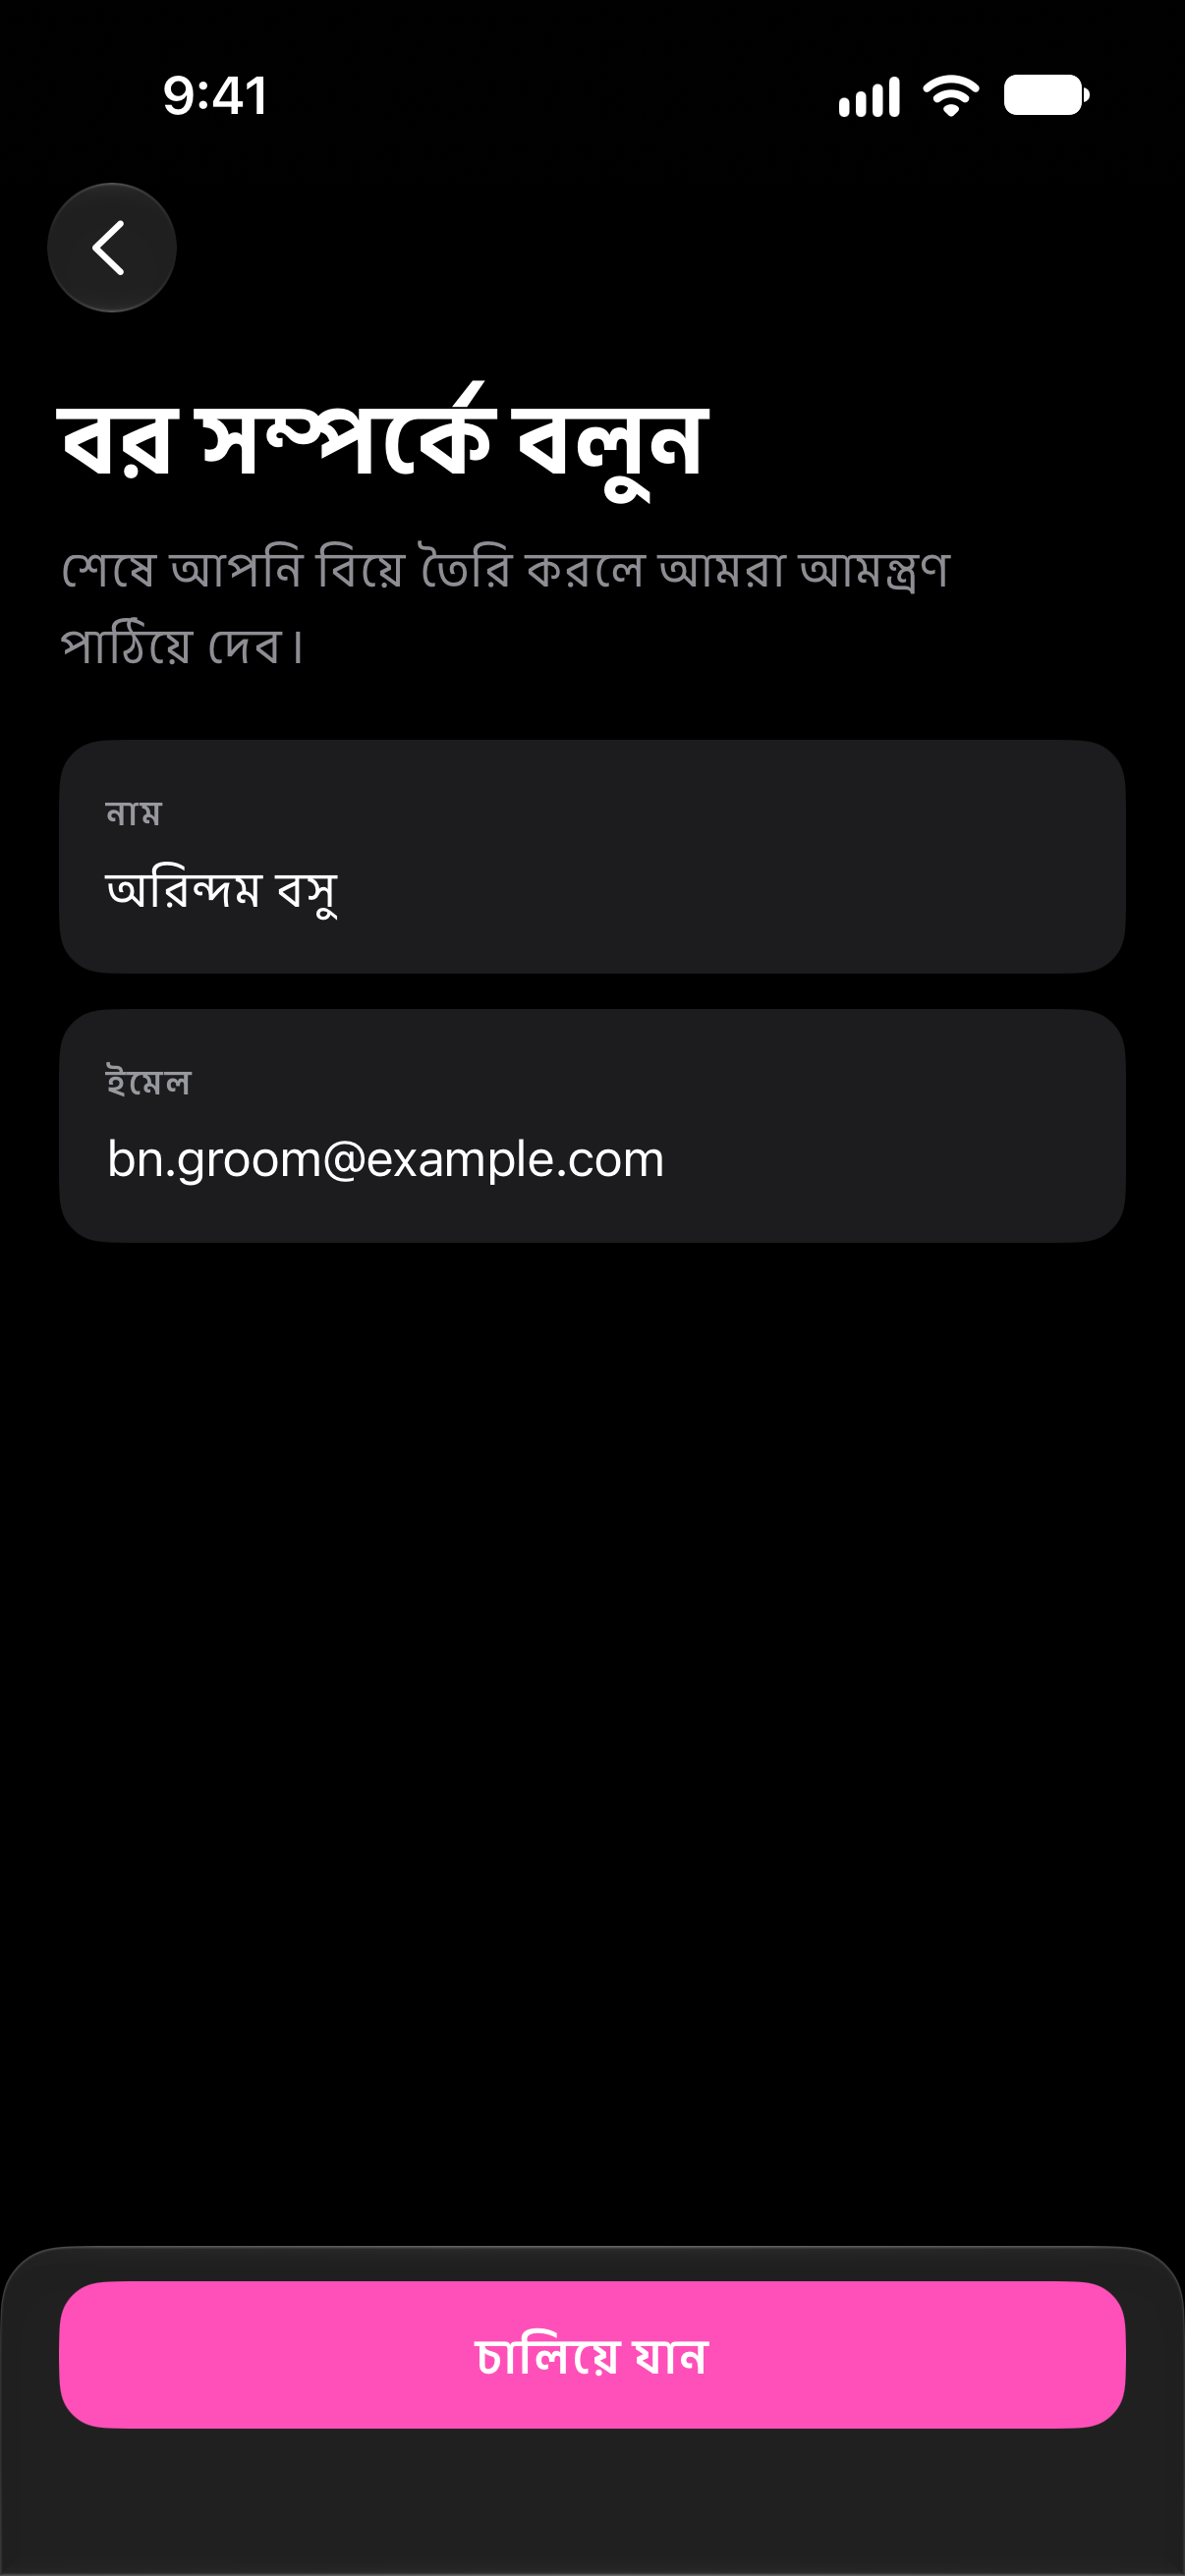 9:41
বর সম্পর্কে বলুন
শেষে আপনি বিয়ে তৈরি করলে আমরা আমন্ত্রণ
পাঠিয়ে দেব।
নাম
অরিন্দম বসু
ইমেল
bn.groom@example.com
চালিয়ে যান